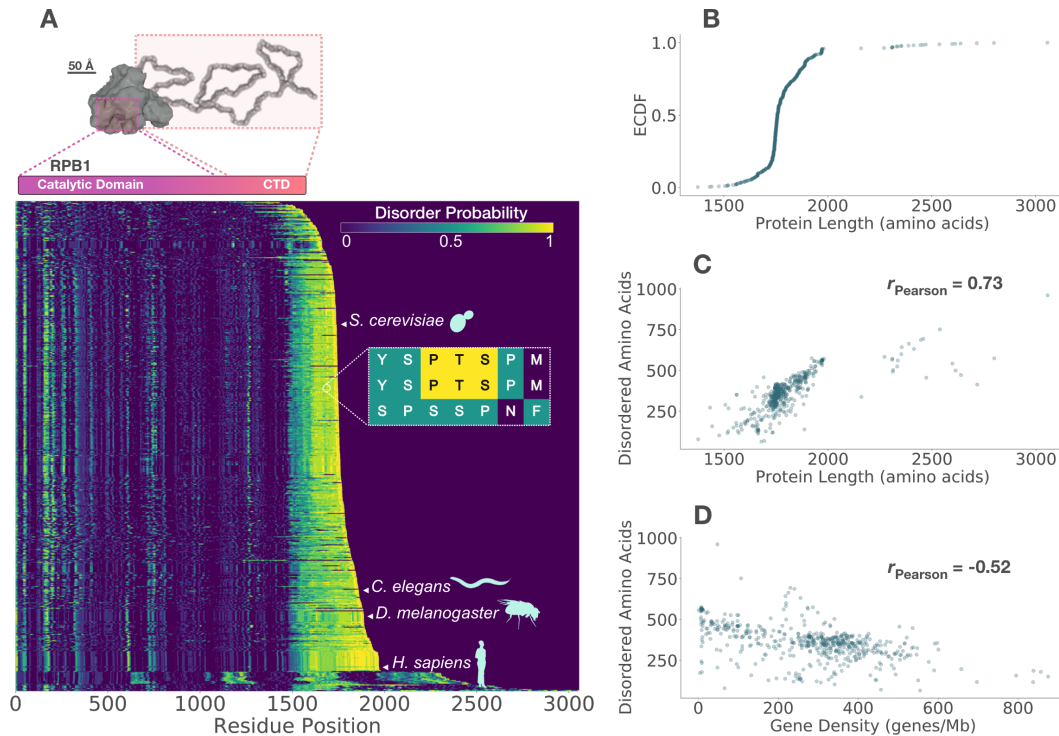 A
50 Å
RPB1
Catalytic Domain CTD
Disorder Probability
0 0.5 1
S. cerevisiae
Y S P T S P M
Y S P T S P M
S P S S P N F
C. elegans
D. melanogaster
H. sapiens
0 500 1000 1500 2000 2500 3000
Residue Position
B
1.0
0.5
0.0
ECDF
1500 2000 2500 3000
Protein Length (amino acids)
C
rPearson = 0.73
1000
750
500
250
Disordered Amino Acids
1500 2000 2500 3000
Protein Length (amino acids)
D
rPearson = -0.52
1000
750
500
250
Disordered Amino Acids
0 200 400 600 800
Gene Density (genes/Mb)